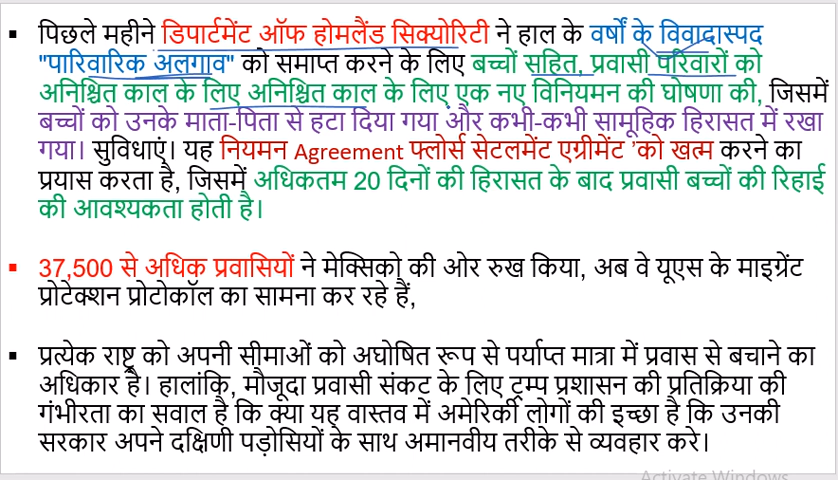 ▪ पिछले महीने डिपार्टमेंट ऑफ होमलैंड सिक्योरिटी ने हाल के वर्षों के विवादास्पद
"पारिवारिक अलगाव" को समाप्त करने के लिए बच्चों सहित, प्रवासी परिवारों को
अनिश्चित काल के लिए अनिश्चित काल के लिए एक नए विनियमन की घोषणा की, जिसमें
बच्चों को उनके माता-पिता से हटा दिया गया और कभी-कभी सामूहिक हिरासत में रखा
गया। सुविधाएं। यह नियमन Agreement फ्लोर्स सेटलमेंट एग्रीमेंट 'को खत्म करने का
प्रयास करता है, जिसमें अधिकतम 20 दिनों की हिरासत के बाद प्रवासी बच्चों की रिहाई
की आवश्यकता होती है।
▪ 37,500 से अधिक प्रवासियों ने मेक्सिको की ओर रुख किया, अब वे यूएस के माइग्रेंट
प्रोटेक्शन प्रोटोकॉल का सामना कर रहे हैं,
▪ प्रत्येक राष्ट्र को अपनी सीमाओं को अघोषित रूप से पर्याप्त मात्रा में प्रवास से बचाने का
अधिकार है। हालांकि, मौजूदा प्रवासी संकट के लिए ट्रम्प प्रशासन की प्रतिक्रिया की
गंभीरता का सवाल है कि क्या यह वास्तव में अमेरिकी लोगों की इच्छा है कि उनकी
सरकार अपने दक्षिणी पड़ोसियों के साथ अमानवीय तरीके से व्यवहार करे।
Activate Windows